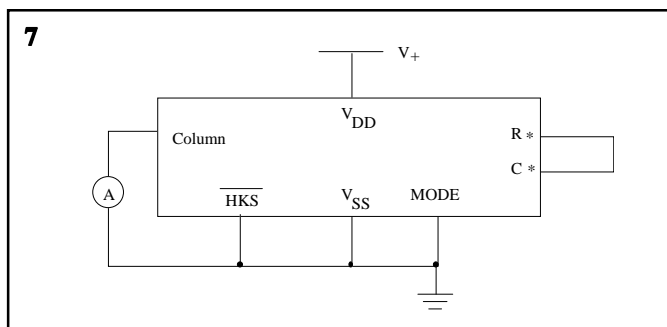 7
V+
VDD
Column
R *
C *
A
HKS
VSS
MODE